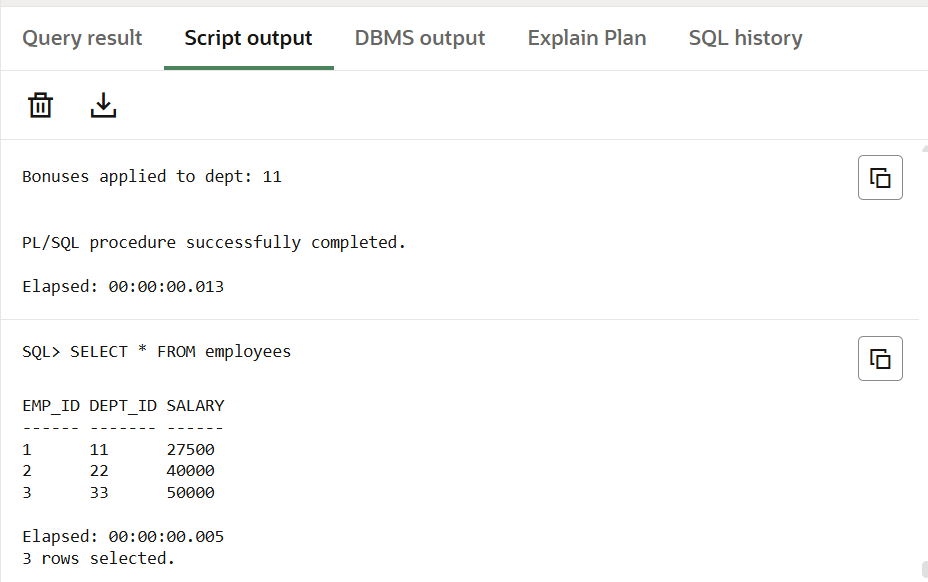 Query result Script output DBMS output Explain Plan SQL history
Bonuses applied to dept: 11
PL/SQL procedure successfully completed.
Elapsed: 00:00:00.013
SQL> SELECT * FROM employees
EMP_ID DEPT_ID SALARY
------ ------- ------
1      11      27500
2      22      40000
3      33      50000
Elapsed: 00:00:00.005
3 rows selected.